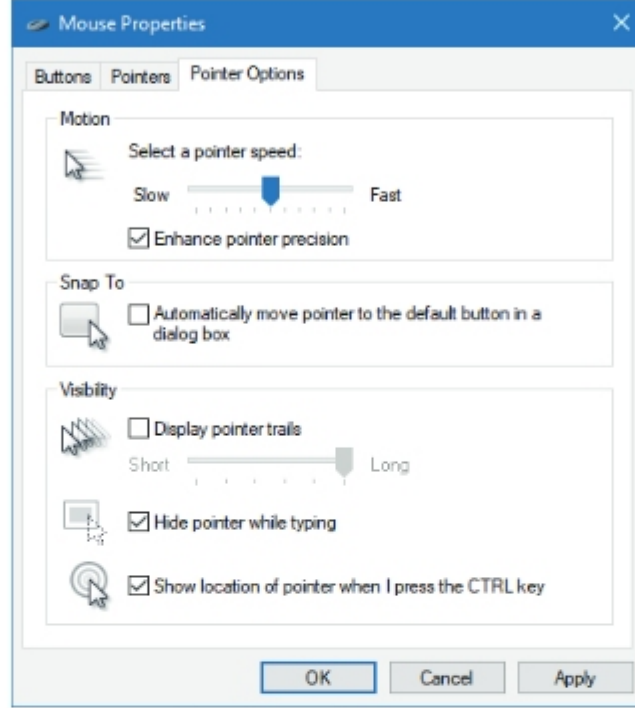 Mouse Properties
Buttons Pointers Pointer Options
Motion
Select a pointer speed:
Slow Fast
Enhance pointer precision
Snap To
Automatically move pointer to the default button in a
dialog box
Visibility
Display pointer trails
Short Long
Hide pointer while typing
Show location of pointer when I press the CTRL key
OK Cancel Apply